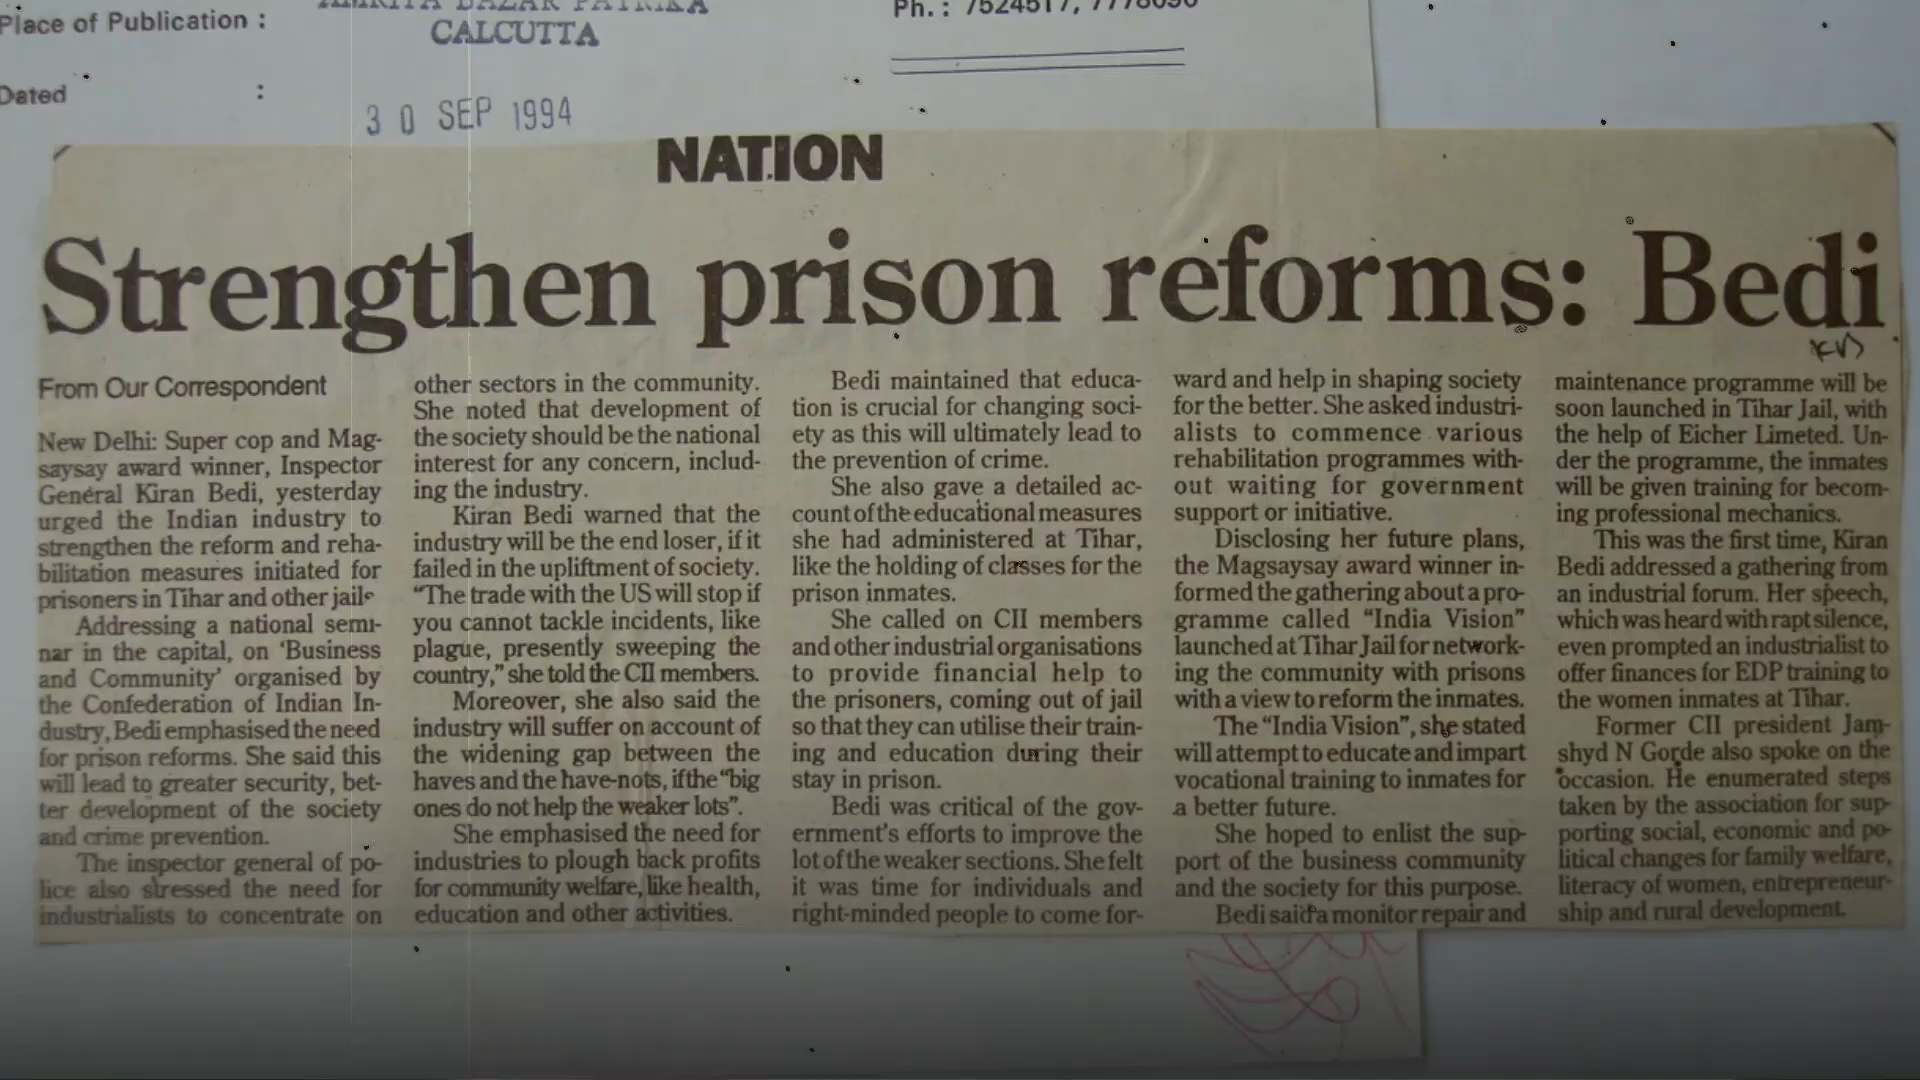 Place of Publication :
AMRITA BAZAR PATRIKA
CALCUTTA
Ph. : 7524517, 7778090
Dated :
30 SEP 1994
NATION
Strengthen prison reforms: Bedi
From Our Correspondent
New Delhi: Super cop and Mag-
saysay award winner, Inspector
General Kiran Bedi, yesterday
urged the Indian industry to
strengthen the reform and reha-
bilitation measures initiated for
prisoners in Tihar and other jails
Addressing a national semi-
nar in the capital, on 'Business
and Community' organised by
the Confederation of Indian In-
dustry, Bedi emphasised the need
for prison reforms. She said this
will lead to greater security, bet-
ter development of the society
and crime prevention.
The inspector general of po-
lice also stressed the need for
industrialists to concentrate on
other sectors in the community.
She noted that development of
the society should be the national
interest for any concern, includ-
ing the industry.
Kiran Bedi warned that the
industry will be the end loser, if it
failed in the upliftment of society.
"The trade with the US will stop if
you cannot tackle incidents, like
plague, presently sweeping the
country," she told the CII members.
Moreover, she also said the
industry will suffer on account of
the widening gap between the
haves and the have-nots, if the "big
ones do not help the weaker lots".
She emphasised the need for
industries to plough back profits
for community welfare, like health,
education and other activities.
Bedi maintained that educa-
tion is crucial for changing soci-
ety as this will ultimately lead to
the prevention of crime.
She also gave a detailed ac-
count of the educational measures
she had administered at Tihar,
like the holding of classes for the
prison inmates.
She called on CII members
and other industrial organisations
to provide financial help to
the prisoners, coming out of jail
so that they can utilise their train-
ing and education during their
stay in prison.
Bedi was critical of the gov-
ernment's efforts to improve the
lot of the weaker sections. She felt
it was time for individuals and
right-minded people to come for-
ward and help in shaping society
for the better. She asked industri-
alists to commence various
rehabilitation programmes with-
out waiting for government
support or initiative.
Disclosing her future plans,
the Magsaysay award winner in-
formed the gathering about a pro-
gramme called "India Vision"
launched at Tihar Jail for network-
ing the community with prisons
with a view to reform the inmates.
The "India Vision", she stated
will attempt to educate and impart
vocational training to inmates for
a better future.
She hoped to enlist the sup-
port of the business community
and the society for this purpose.
Bedi said a monitor repair and
maintenance programme will be
soon launched in Tihar Jail, with
the help of Eicher Limeted. Un-
der the programme, the inmates
will be given training for becom-
ing professional mechanics.
This was the first time, Kiran
Bedi addressed a gathering from
an industrial forum. Her speech,
which was heard with rapt silence,
even prompted an industrialist to
offer finances for EDP training to
the women inmates at Tihar.
Former CII president Jam-
shyd N Gorde also spoke on the
occasion. He enumerated steps
taken by the association for sup-
porting social, economic and po-
litical changes for family welfare,
literacy of women, entrepreneur-
ship and rural development.